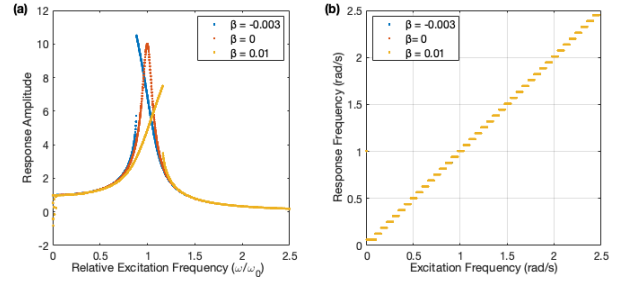 (a)
β = -0.003
β = 0
β = 0.01
12
10
8
6
4
2
0
-2
Response Amplitude
0
0.5
1
1.5
2
2.5
Relative Excitation Frequency (ω/ω0)
(b)
β = -0.003
β= 0
β = 0.01
2.5
2
1.5
1
0.5
0
Response Frequency (rad/s)
0
0.5
1
1.5
2
2.5
Excitation Frequency (rad/s)